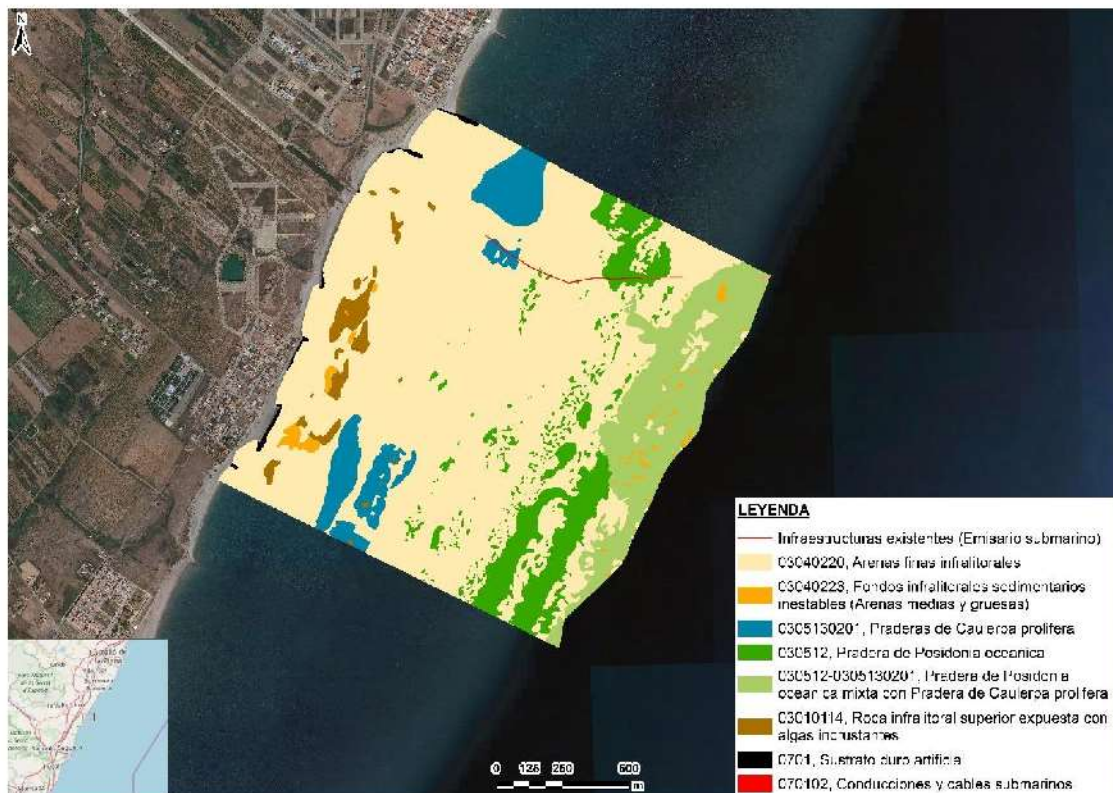 N
LEYENDA
Infraestructuras existentes (Emisario submarino)
03040220, Arenas finas infralitorales
03040223, Fondos infralitorales sedimentarios
inestables (Arenas medias y gruesas)
0305130201, Praderas de Caulerpa prolifera
030512, Pradera de Posidonia oceanica
030512-0305130201, Pradera de Posidonia
oceanica mixta con Pradera de Caulerpa prolifera
03010114, Roca infralitoral superior expuesta con
algas incrustantes
0701, Sustrato duro artificial
070102, Conducciones y cables submarinos
0 125 250 500
m